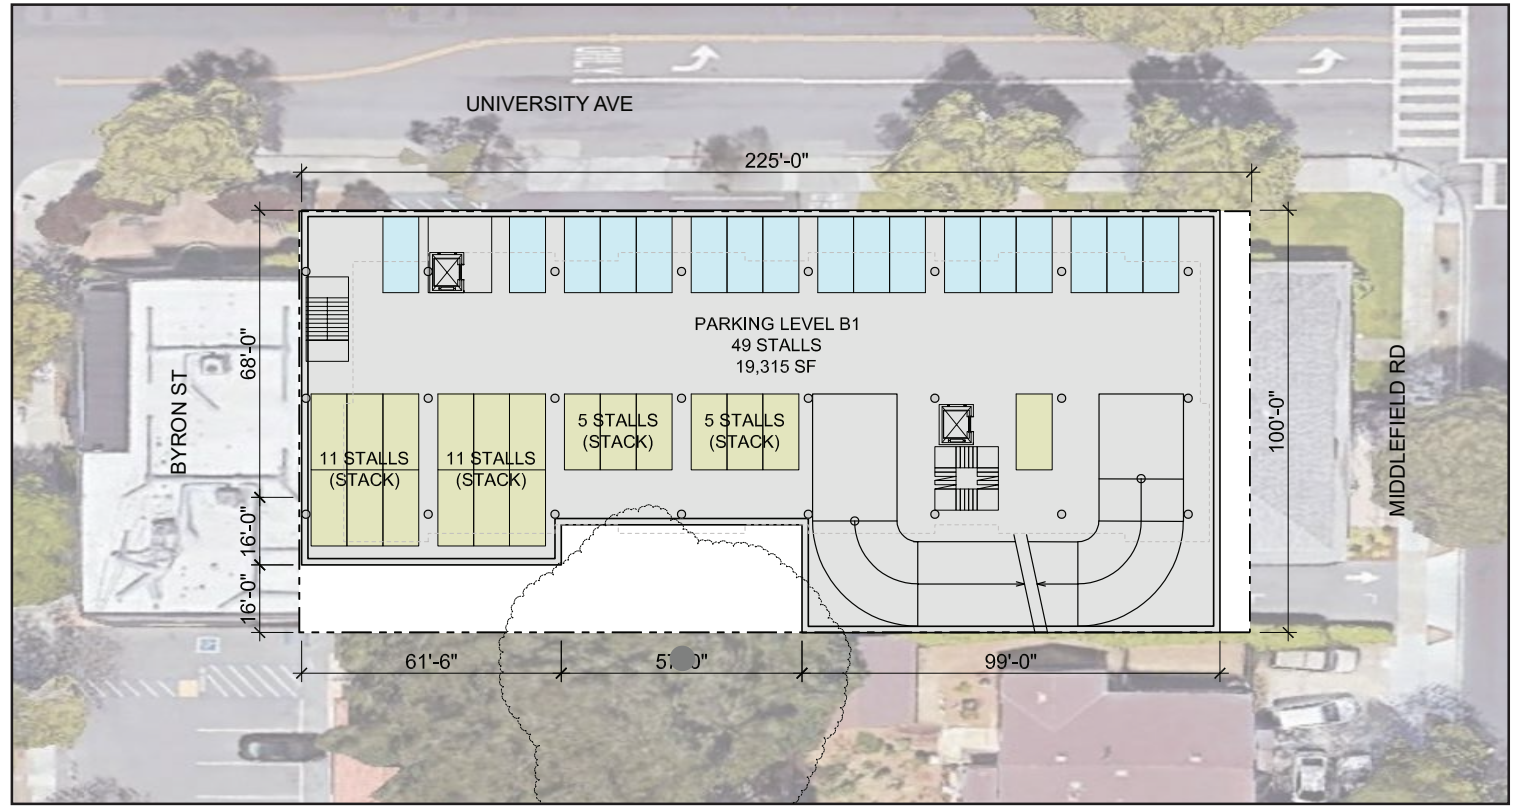 ONLY
UNIVERSITY AVE
225'-0"
PARKING LEVEL B1
49 STALLS
19,315 SF
68'-0"
BYRON ST
MIDDLEFIELD RD
100'-0"
5 STALLS
(STACK)
5 STALLS
(STACK)
11 STALLS
(STACK)
11 STALLS
(STACK)
16'-0"
16'-0"
61'-6"
99'-0"